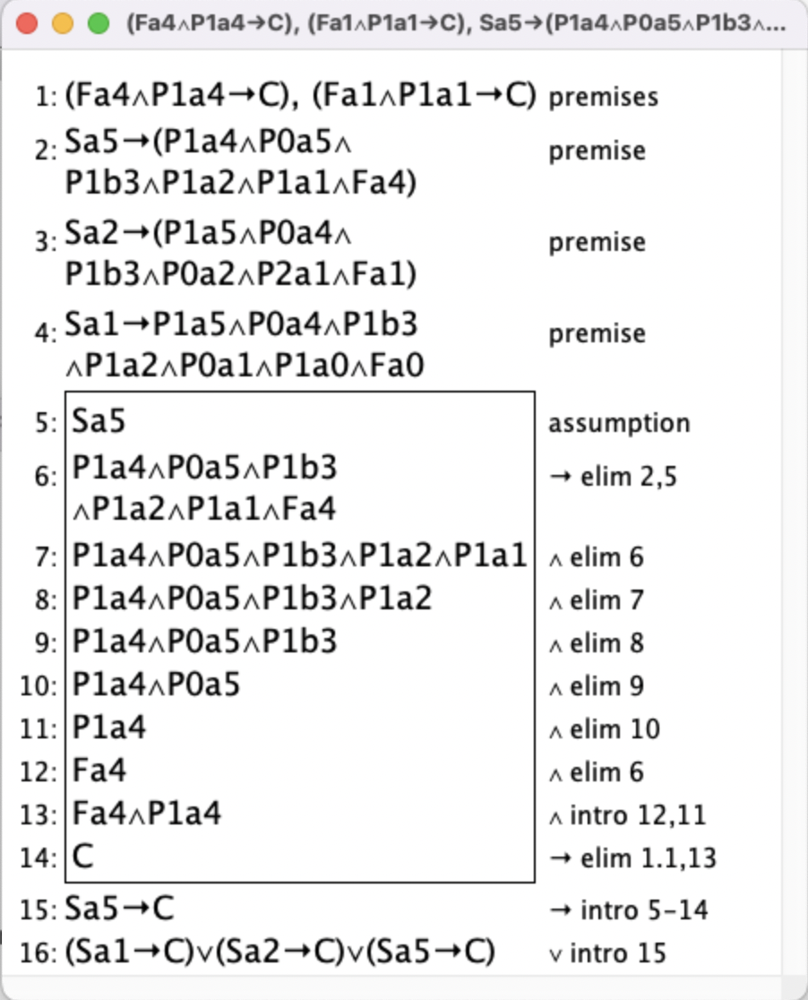 (Fa4∧P1a4→C), (Fa1∧P1a1→C), Sa5→(P1a4∧P0a5∧P1b3∧...
1: (Fa4∧P1a4→C), (Fa1∧P1a1→C) premises
2: Sa5→(P1a4∧P0a5∧ premise
P1b3∧P1a2∧P1a1∧Fa4)
3: Sa2→(P1a5∧P0a4∧ premise
P1b3∧P0a2∧P2a1∧Fa1)
4: Sa1→P1a5∧P0a4∧P1b3 premise
∧P1a2∧P0a1∧P1a0∧Fa0
5: Sa5 assumption
6: P1a4∧P0a5∧P1b3 → elim 2,5
∧P1a2∧P1a1∧Fa4
7: P1a4∧P0a5∧P1b3∧P1a2∧P1a1 ∧ elim 6
8: P1a4∧P0a5∧P1b3∧P1a2 ∧ elim 7
9: P1a4∧P0a5∧P1b3 ∧ elim 8
10: P1a4∧P0a5 ∧ elim 9
11: P1a4 ∧ elim 10
12: Fa4 ∧ elim 6
13: Fa4∧P1a4 ∧ intro 12,11
14: C → elim 1.1,13
15: Sa5→C → intro 5-14
16: (Sa1→C)∨(Sa2→C)∨(Sa5→C) ∨ intro 15